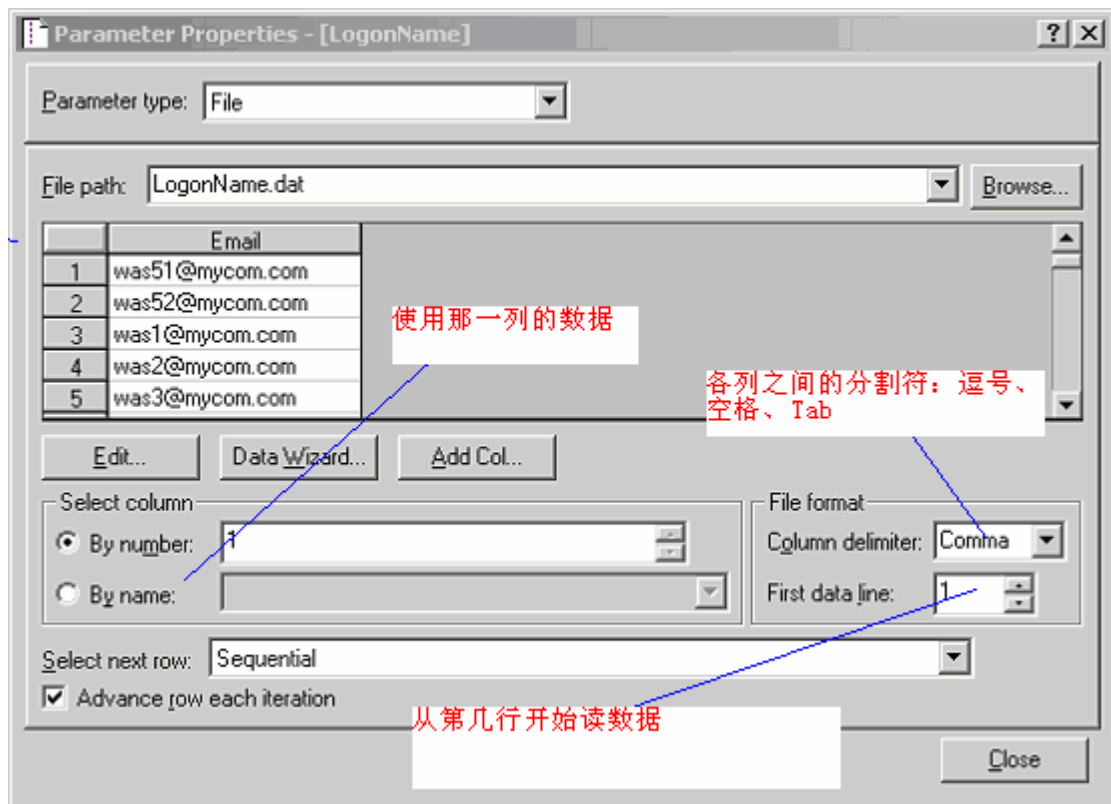 Parameter Properties - [LogonName]
Parameter type: File
File path: LogonName.dat Browse...
Email
1 was51@mycom.com
2 was52@mycom.com
3 was1@mycom.com
4 was2@mycom.com
5 was3@mycom.com
使用那一列的数据
各列之间的分割符：逗号、
空格、Tab
Edit... Data Wizard... Add Col...
Select column
By number: 1
By name:
File format
Column delimiter: Comma
First data line: 1
Select next row: Sequential
Advance row each iteration
从第几行开始读数据
Close